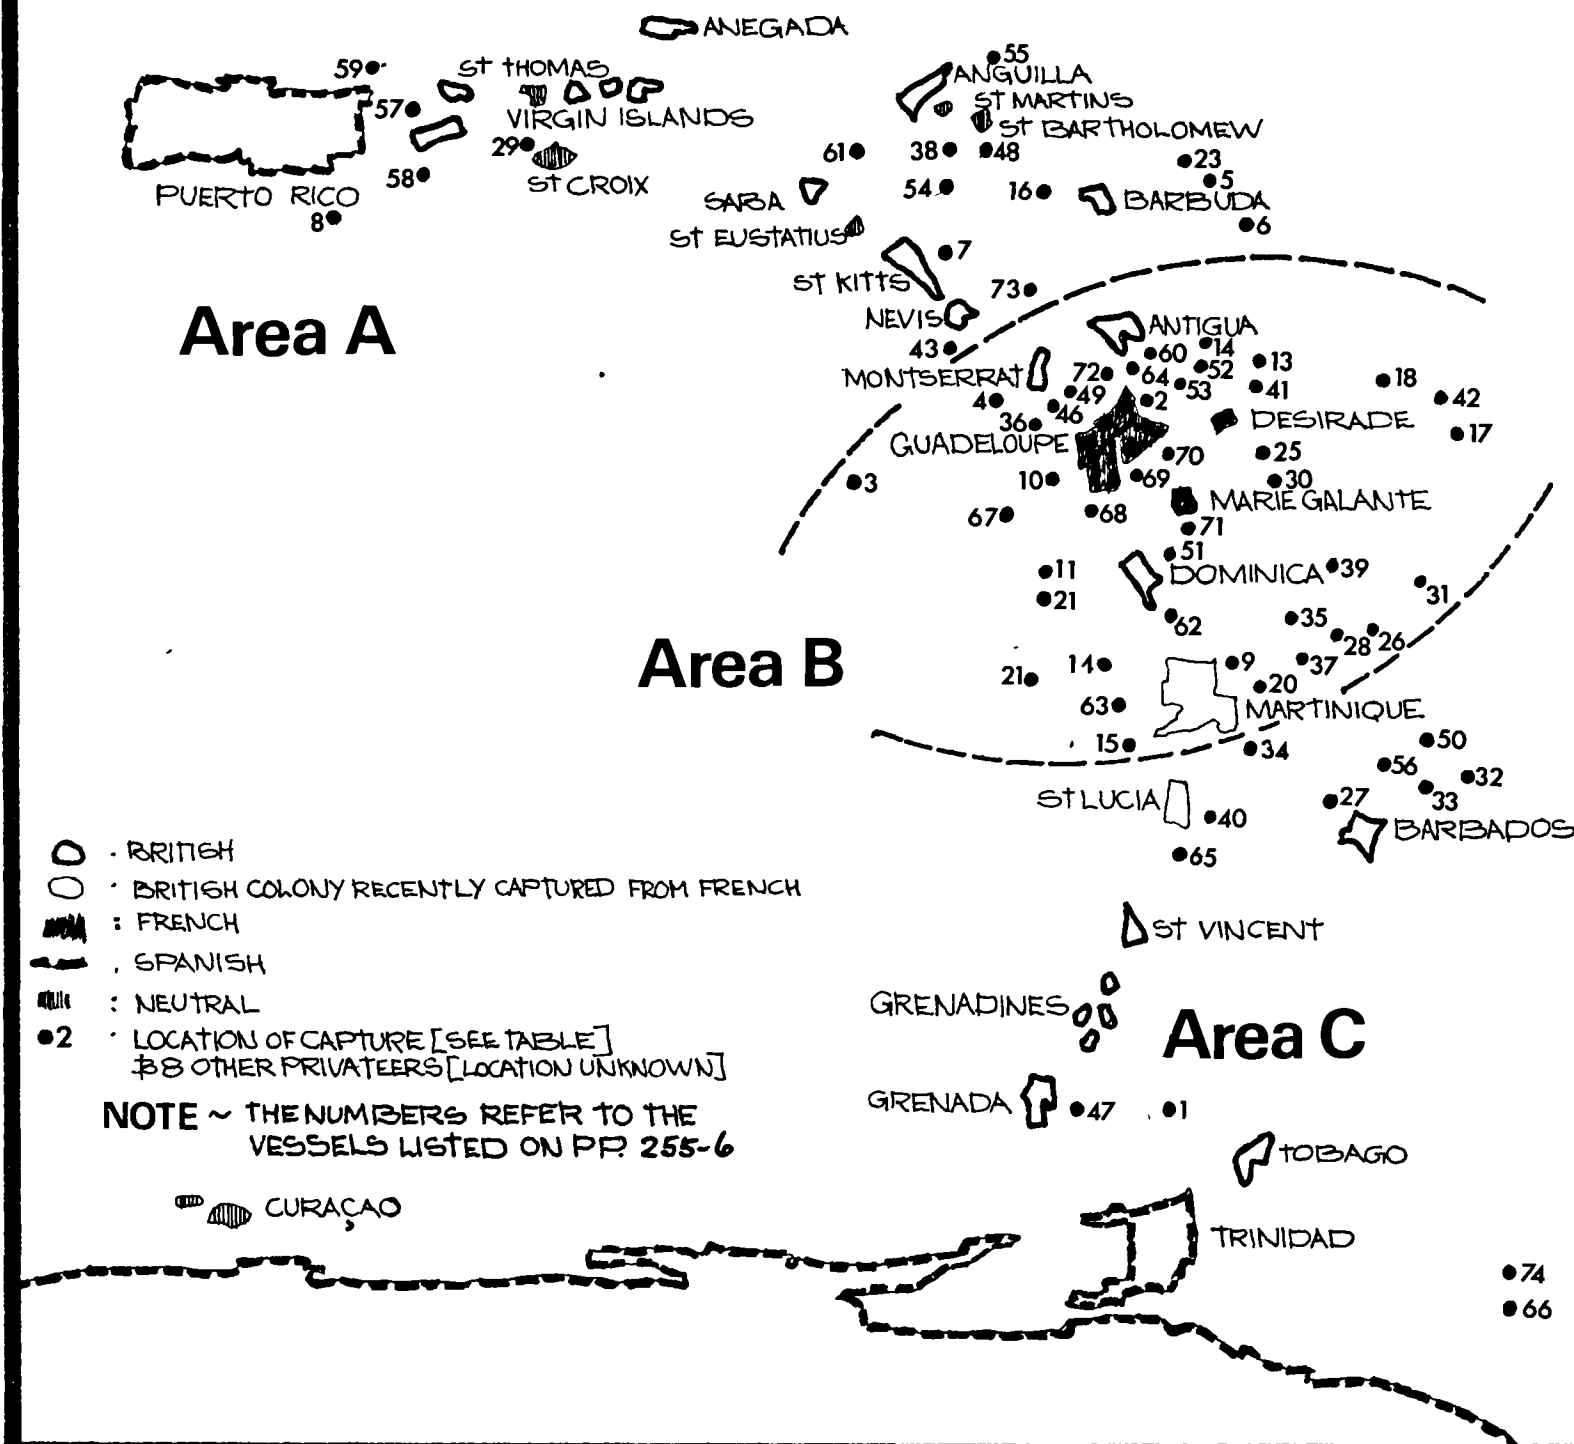 ANEGADA
55
59
ST THOMAS
ANGUILLA
ST MARTINS
57
VIRGIN ISLANDS
ST BARTHOLOMEW
29
61
38
48
23
58
ST CROIX
5
PUERTO RICO
SABA
54
16
BARBUDA
8
6
ST EUSTATIUS
7
ST KITTS
73
Area A
NEVIS
ANTIGUA
43
60
14
13
MONTSERRAT
72
64
52
18
53
41
4
49
2
42
46
36
DESIRADE
17
GUADELOUPE
70
25
3
10
69
30
MARIE GALANTE
67
68
71
51
11
DOMINICA
39
21
31
62
35
28
26
Area B
14
9
37
21
20
63
MARTINIQUE
15
34
50
56
32
ST LUCIA
27
33
40
BARBADOS
65
· BRITISH
· BRITISH COLONY RECENTLY CAPTURED FROM FRENCH
: FRENCH
. SPANISH
: NEUTRAL
2 · LOCATION OF CAPTURE [SEE TABLE]
& 8 OTHER PRIVATEERS [LOCATION UNKNOWN]
NOTE ~ THE NUMBERS REFER TO THE
VESSELS LISTED ON PP. 255-6
ST VINCENT
GRENADINES
Area C
GRENADA
47
1
TOBAGO
CURAÇAO
TRINIDAD
74
66